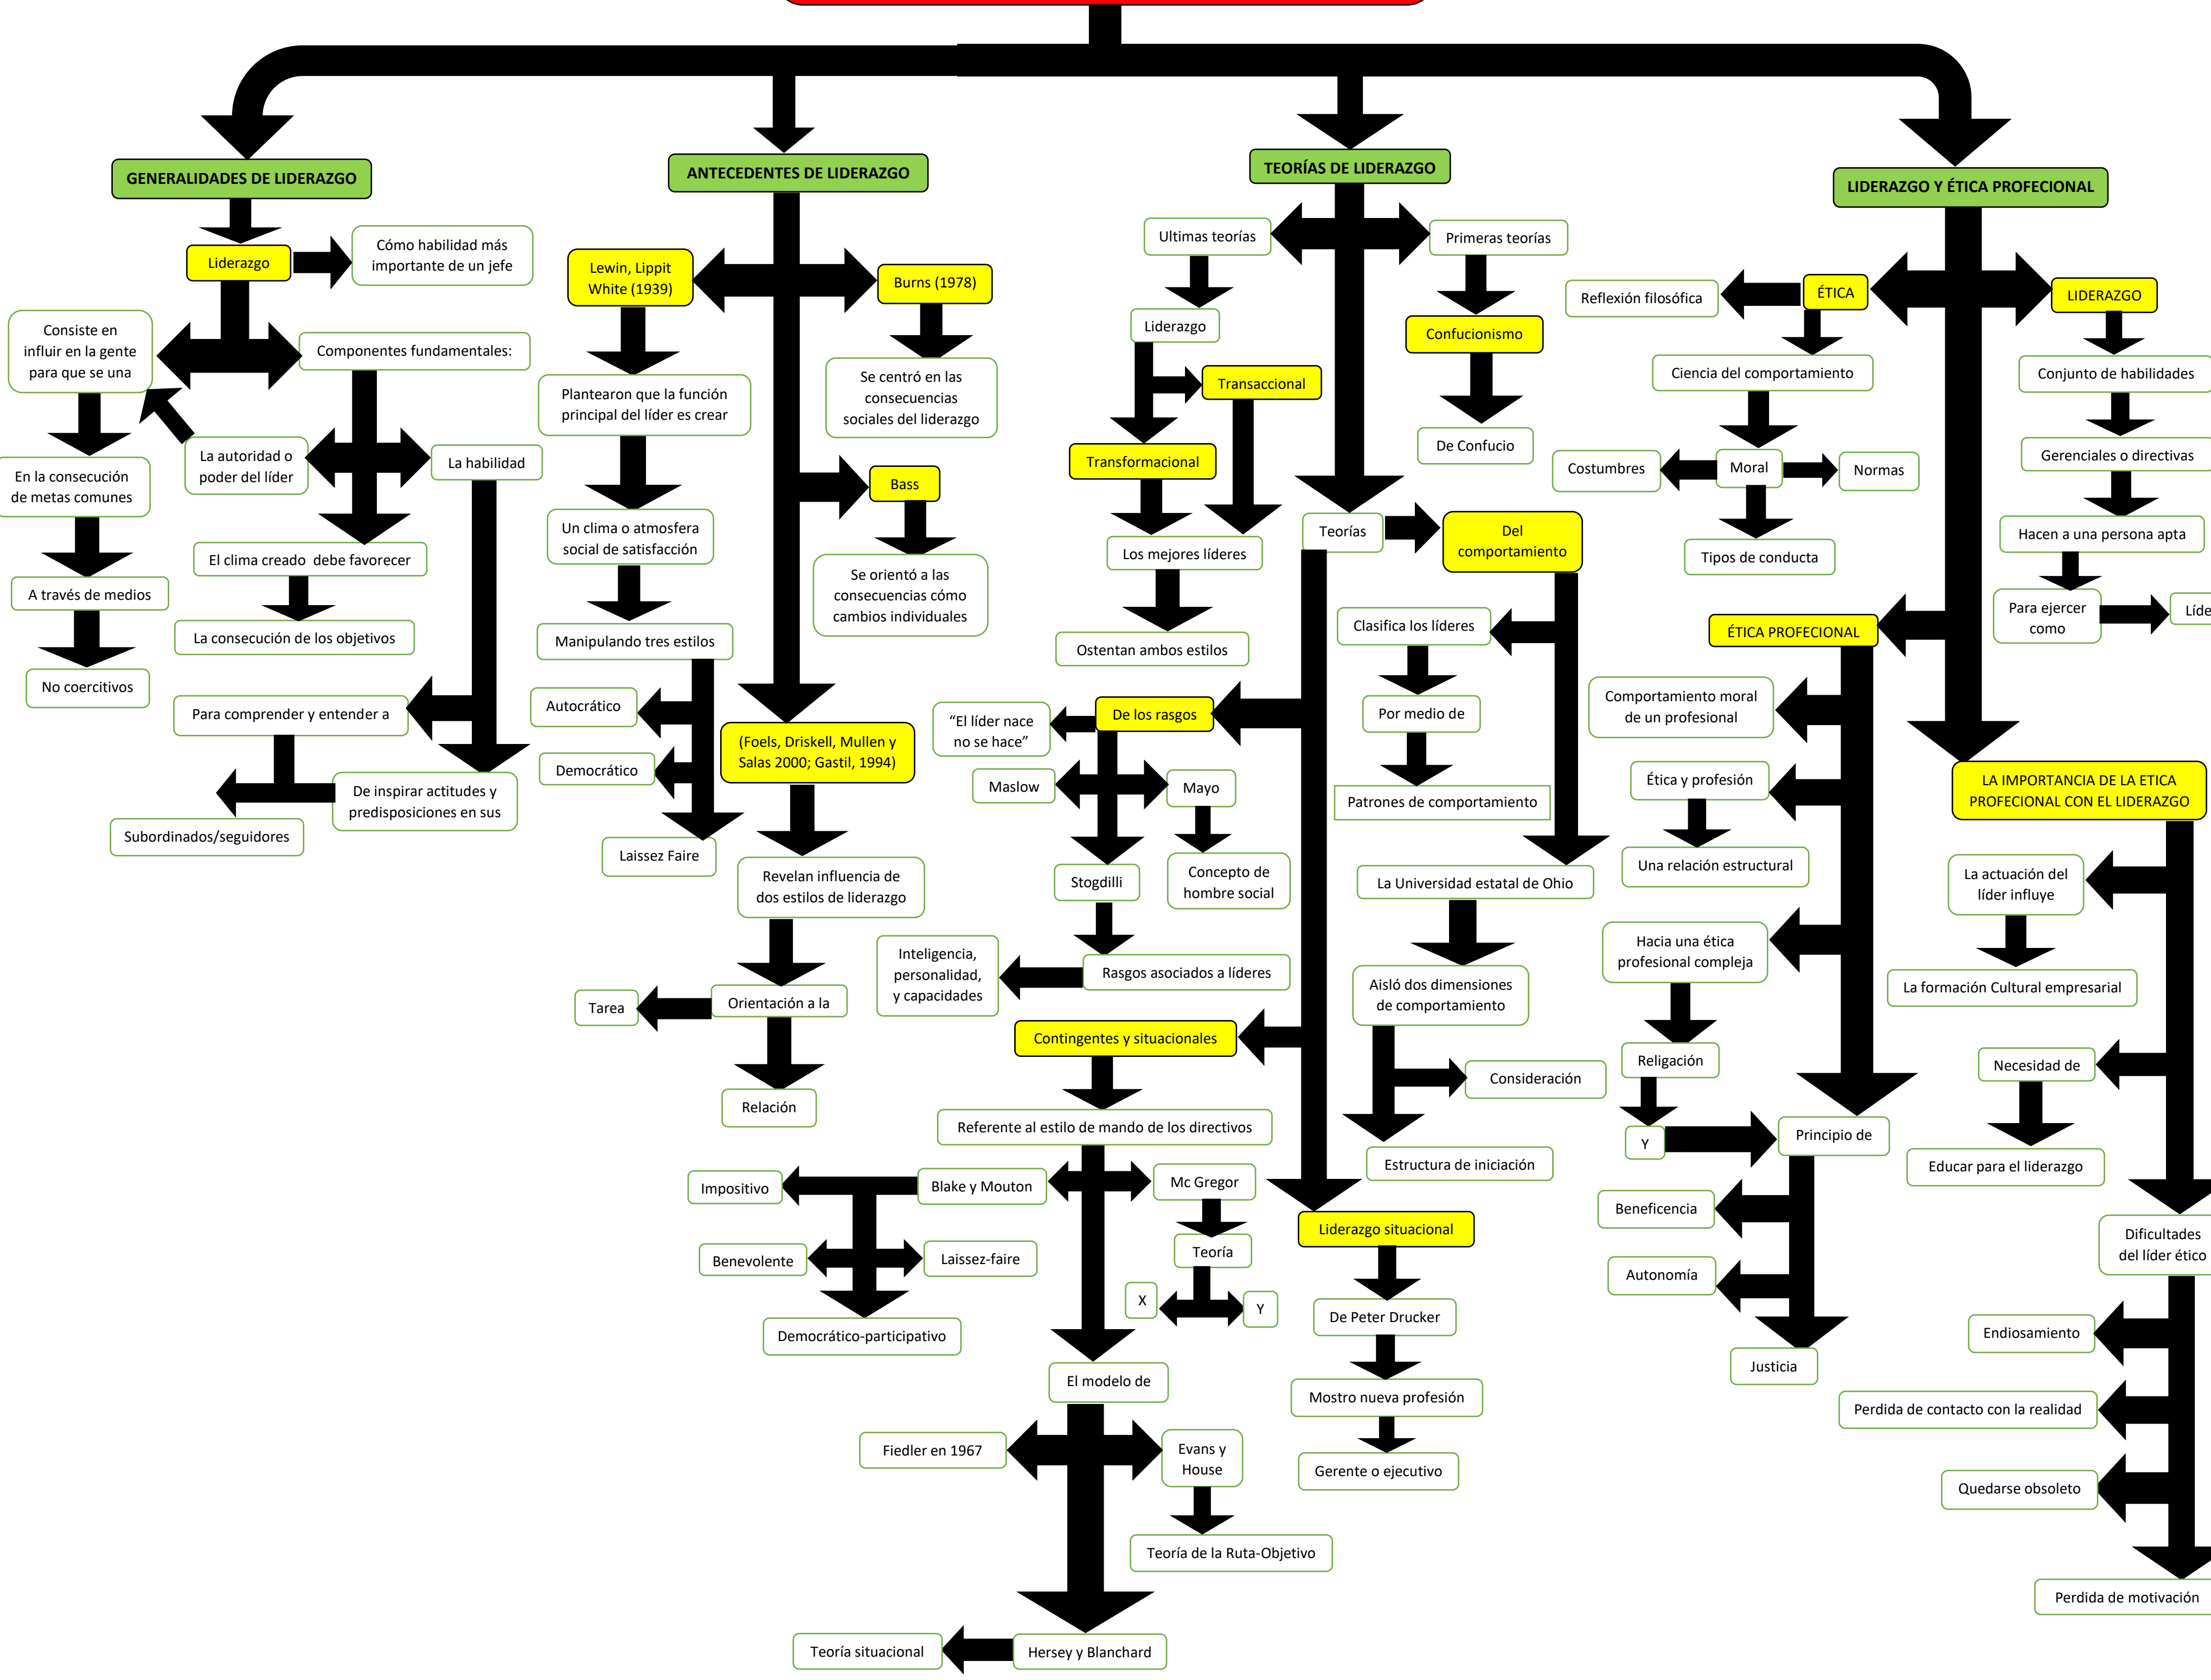 GENERALIDADES DE LIDERAZGO
Liderazgo
Cómo habilidad más
importante de un jefe
Consiste en
influir en la gente
para que se una
Componentes fundamentales:
La autoridad o
poder del líder
La habilidad
En la consecución
de metas comunes
El clima creado debe favorecer
A través de medios
La consecución de los objetivos
No coercitivos
Para comprender y entender a
De inspirar actitudes y
predisposiciones en sus
Subordinados/seguidores
ANTECEDENTES DE LIDERAZGO
Lewin, Lippit
White (1939)
Burns (1978)
Plantearon que la función
principal del líder es crear
Se centró en las
consecuencias
sociales del liderazgo
Bass
Un clima o atmosfera
social de satisfacción
Se orientó a las
consecuencias cómo
cambios individuales
Manipulando tres estilos
Autocrático
Democrático
Laissez Faire
(Foels, Driskell, Mullen y
Salas 2000; Gastil, 1994)
Revelan influencia de
dos estilos de liderazgo
Orientación a la
Tarea
Relación
TEORÍAS DE LIDERAZGO
Ultimas teorías
Primeras teorías
Liderazgo
Confucionismo
Transaccional
De Confucio
Transformacional
Los mejores líderes
Ostentan ambos estilos
Teorías
Del
comportamiento
Clasifica los líderes
Por medio de
Patrones de comportamiento
La Universidad estatal de Ohio
Aisló dos dimensiones
de comportamiento
Consideración
Estructura de iniciación
De los rasgos
“El líder nace
no se hace”
Maslow
Mayo
Stogdilli
Concepto de
hombre social
Rasgos asociados a líderes
Inteligencia,
personalidad,
y capacidades
Contingentes y situacionales
Referente al estilo de mando de los directivos
Blake y Mouton
Impositivo
Mc Gregor
Benevolente
Laissez-faire
Democrático-participativo
Teoría
X
Y
El modelo de
Fiedler en 1967
Evans y
House
Teoría de la Ruta-Objetivo
Hersey y Blanchard
Teoría situacional
Liderazgo situacional
De Peter Drucker
Mostro nueva profesión
Gerente o ejecutivo
LIDERAZGO Y ÉTICA PROFECIONAL
ÉTICA
Reflexión filosófica
Ciencia del comportamiento
Costumbres
Moral
Normas
Tipos de conducta
LIDERAZGO
Conjunto de habilidades
Gerenciales o directivas
Hacen a una persona apta
Para ejercer
como
Líde
ÉTICA PROFECIONAL
Comportamiento moral
de un profesional
Ética y profesión
Una relación estructural
Hacia una ética
profesional compleja
Religación
Y
Principio de
Beneficencia
Autonomía
Justicia
LA IMPORTANCIA DE LA ETICA
PROFECIONAL CON EL LIDERAZGO
La actuación del
líder influye
La formación Cultural empresarial
Necesidad de
Educar para el liderazgo
Dificultades
del líder ético
Endiosamiento
Perdida de contacto con la realidad
Quedarse obsoleto
Perdida de motivación